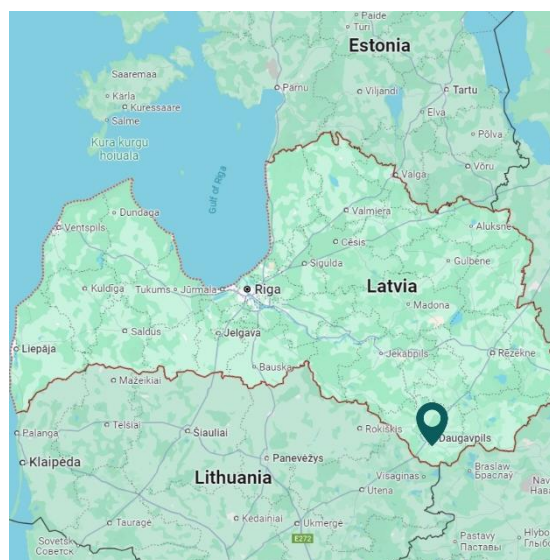 Paide
Türi
Estonia
Saaremaa
Kärla
Kuressaare
Salme
Kura kurgu
hoiuala
Pärnu
Viljandi
Tartu
Elva
Põlva
Võru
Valga
Gulf of Riga
Dundaga
Ventspils
Valmiera
Alūksne
Cēsis
Gulbene
Sigulda
Kuldīga
Tukums
Jūrmala
Rīga
Latvia
Madona
Saldus
Jelgava
Liepāja
Jēkabpils
Rēzekne
Bauska
Mažeikiai
Telšiai
Šiauliai
Rokiškis
Daugavpils
Palanga
Klaipėda
Panevėžys
Lithuania
Visaginas
Utena
Braslaw
Браслаў
Tauragė
Kėdainiai
Ukmergė
E272
Sovetsk
Советск
Pastavy
Паставы